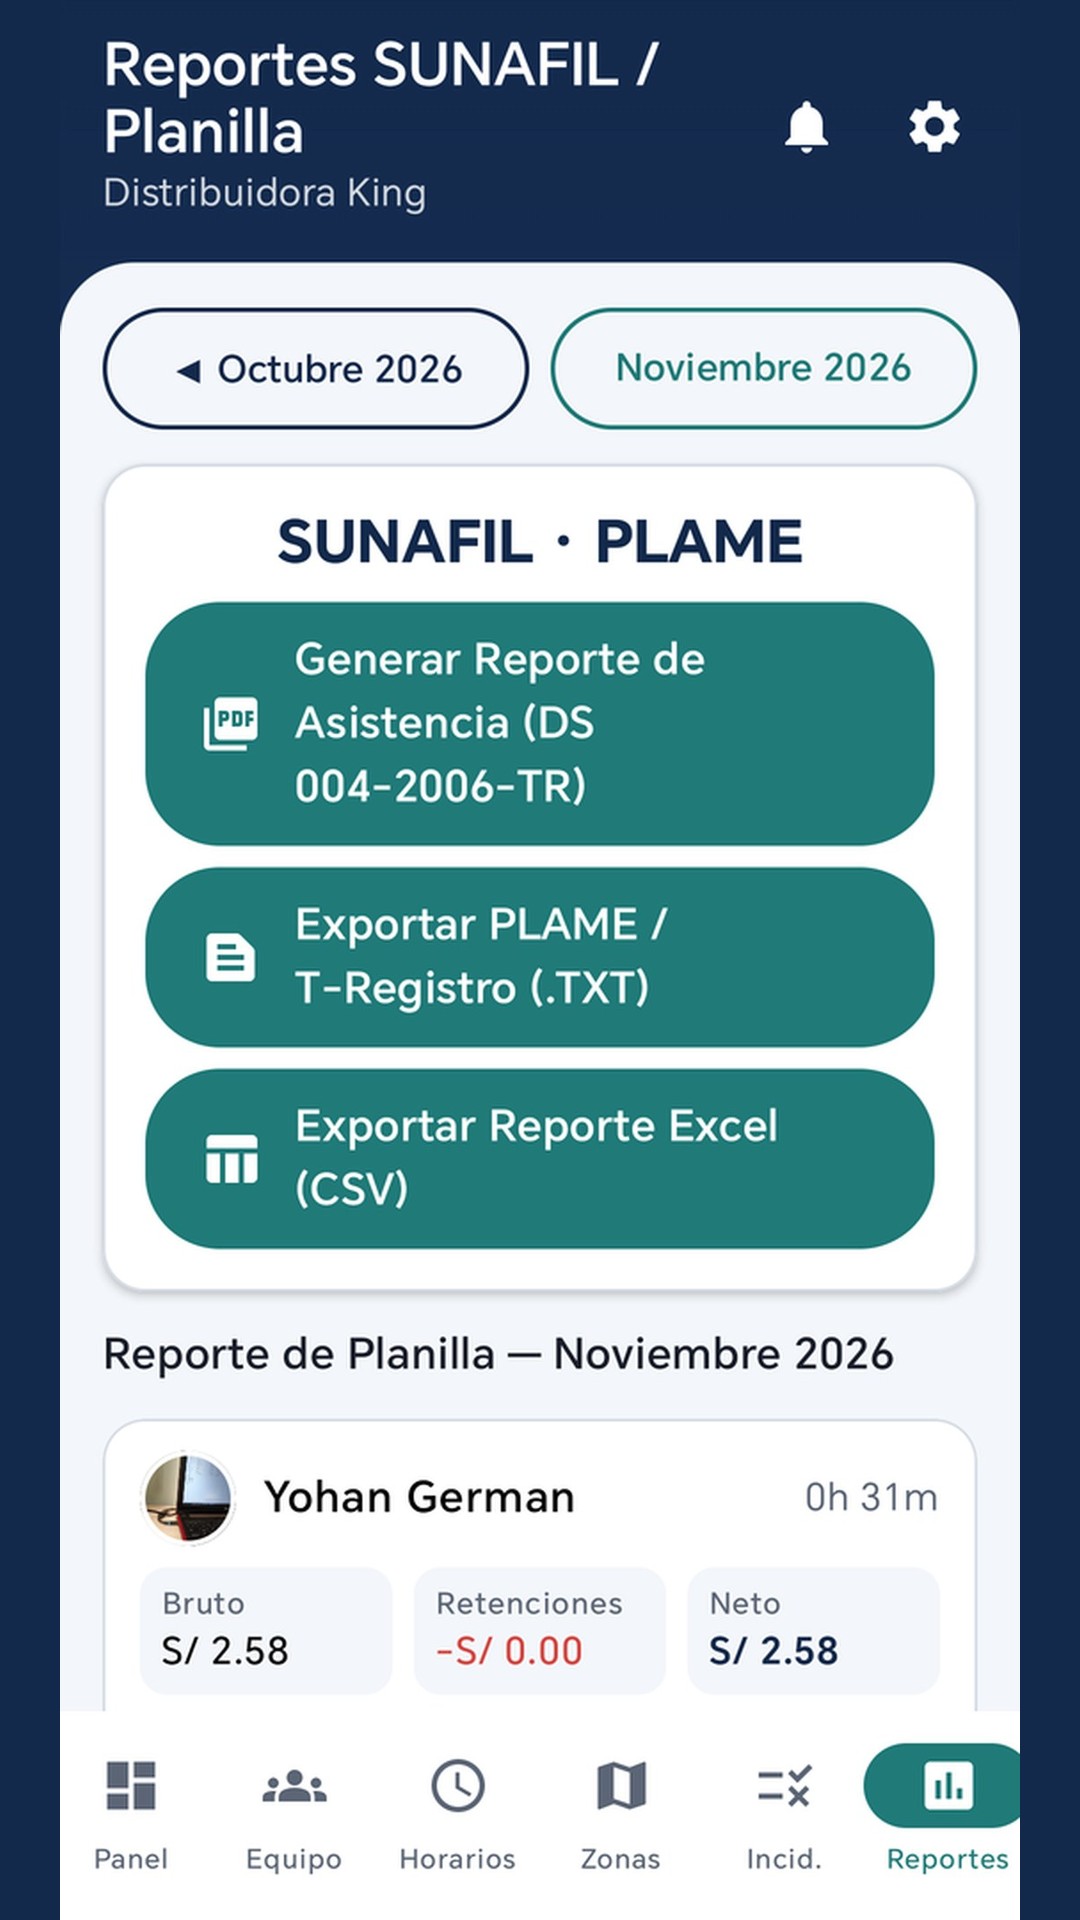 Reportes SUNAFIL /
Planilla
Distribuidora King
◄ Octubre 2026
Noviembre 2026
SUNAFIL · PLAME
PDF
Generar Reporte de
Asistencia (DS
004-2006-TR)
Exportar PLAME /
T-Registro (.TXT)
Exportar Reporte Excel
(CSV)
Reporte de Planilla — Noviembre 2026
Yohan German
0h 31m
Bruto
S/ 2.58
Retenciones
-S/ 0.00
Neto
S/ 2.58
Panel
Equipo
Horarios
Zonas
Incid.
Reportes